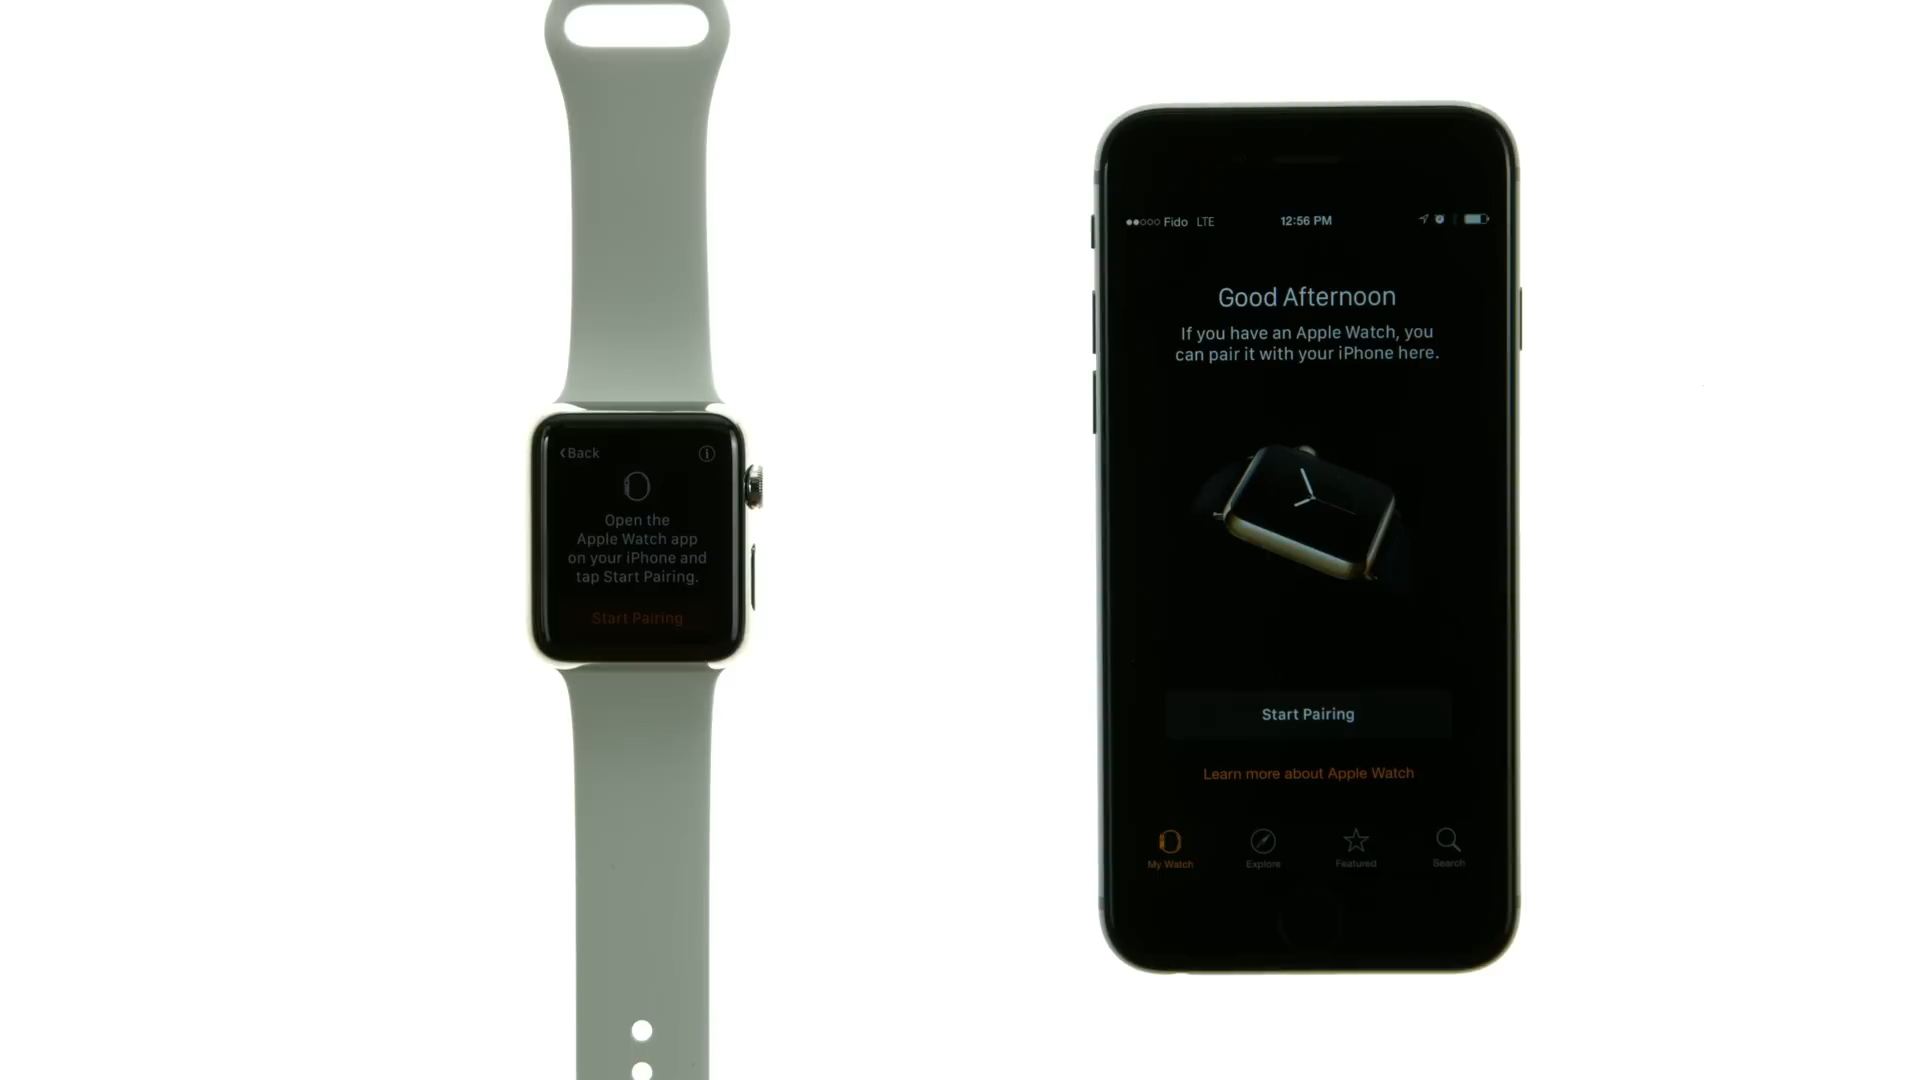 ‹Back
Open the
Apple Watch app
on your iPhone and
tap Start Pairing.
Start Pairing
Fido LTE 12:56 PM
Good Afternoon
If you have an Apple Watch, you
can pair it with your iPhone here.
Start Pairing
Learn more about Apple Watch
My Watch Explore Featured Search